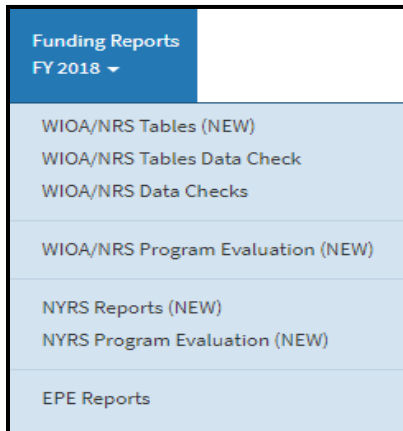 Funding Reports
FY 2018
WIOA/NRS Tables (NEW)
WIOA/NRS Tables Data Check
WIOA/NRS Data Checks
WIOA/NRS Program Evaluation (NEW)
NYRS Reports (NEW)
NYRS Program Evaluation (NEW)
EPE Reports